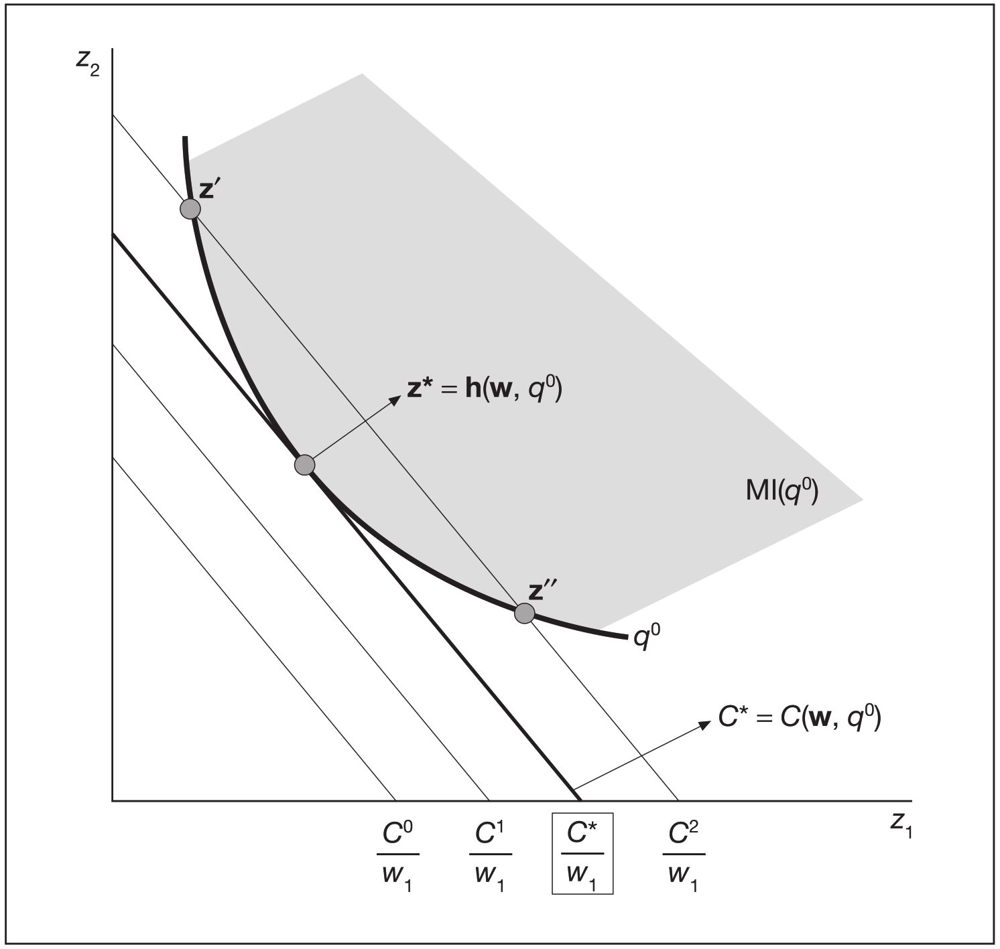 z₂
z′
z* = h(w, q⁰)
MI(q⁰)
z″
q⁰
C* = C(w, q⁰)
z₁
C⁰/w₁ C¹/w₁ C*/w₁ C²/w₁